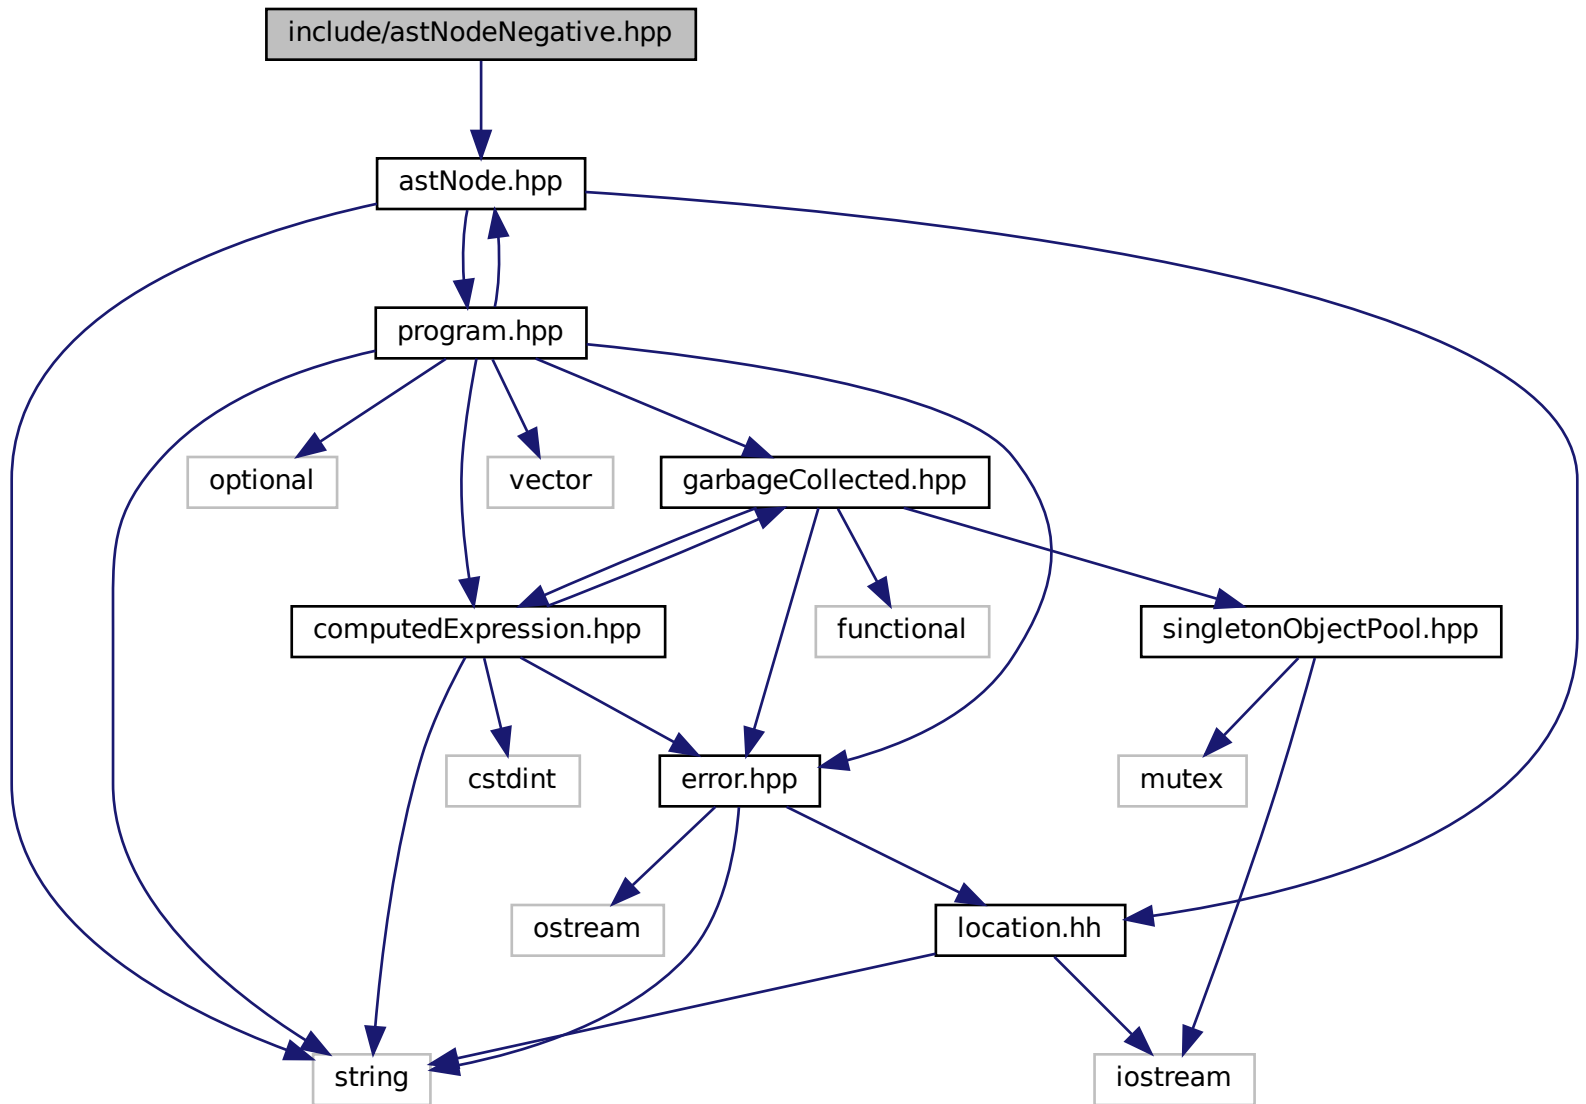 include/astNodeNegative.hpp
astNode.hpp
program.hpp
optional
vector
garbageCollected.hpp
computedExpression.hpp
functional
singletonObjectPool.hpp
cstdint
error.hpp
mutex
ostream
location.hh
string
iostream